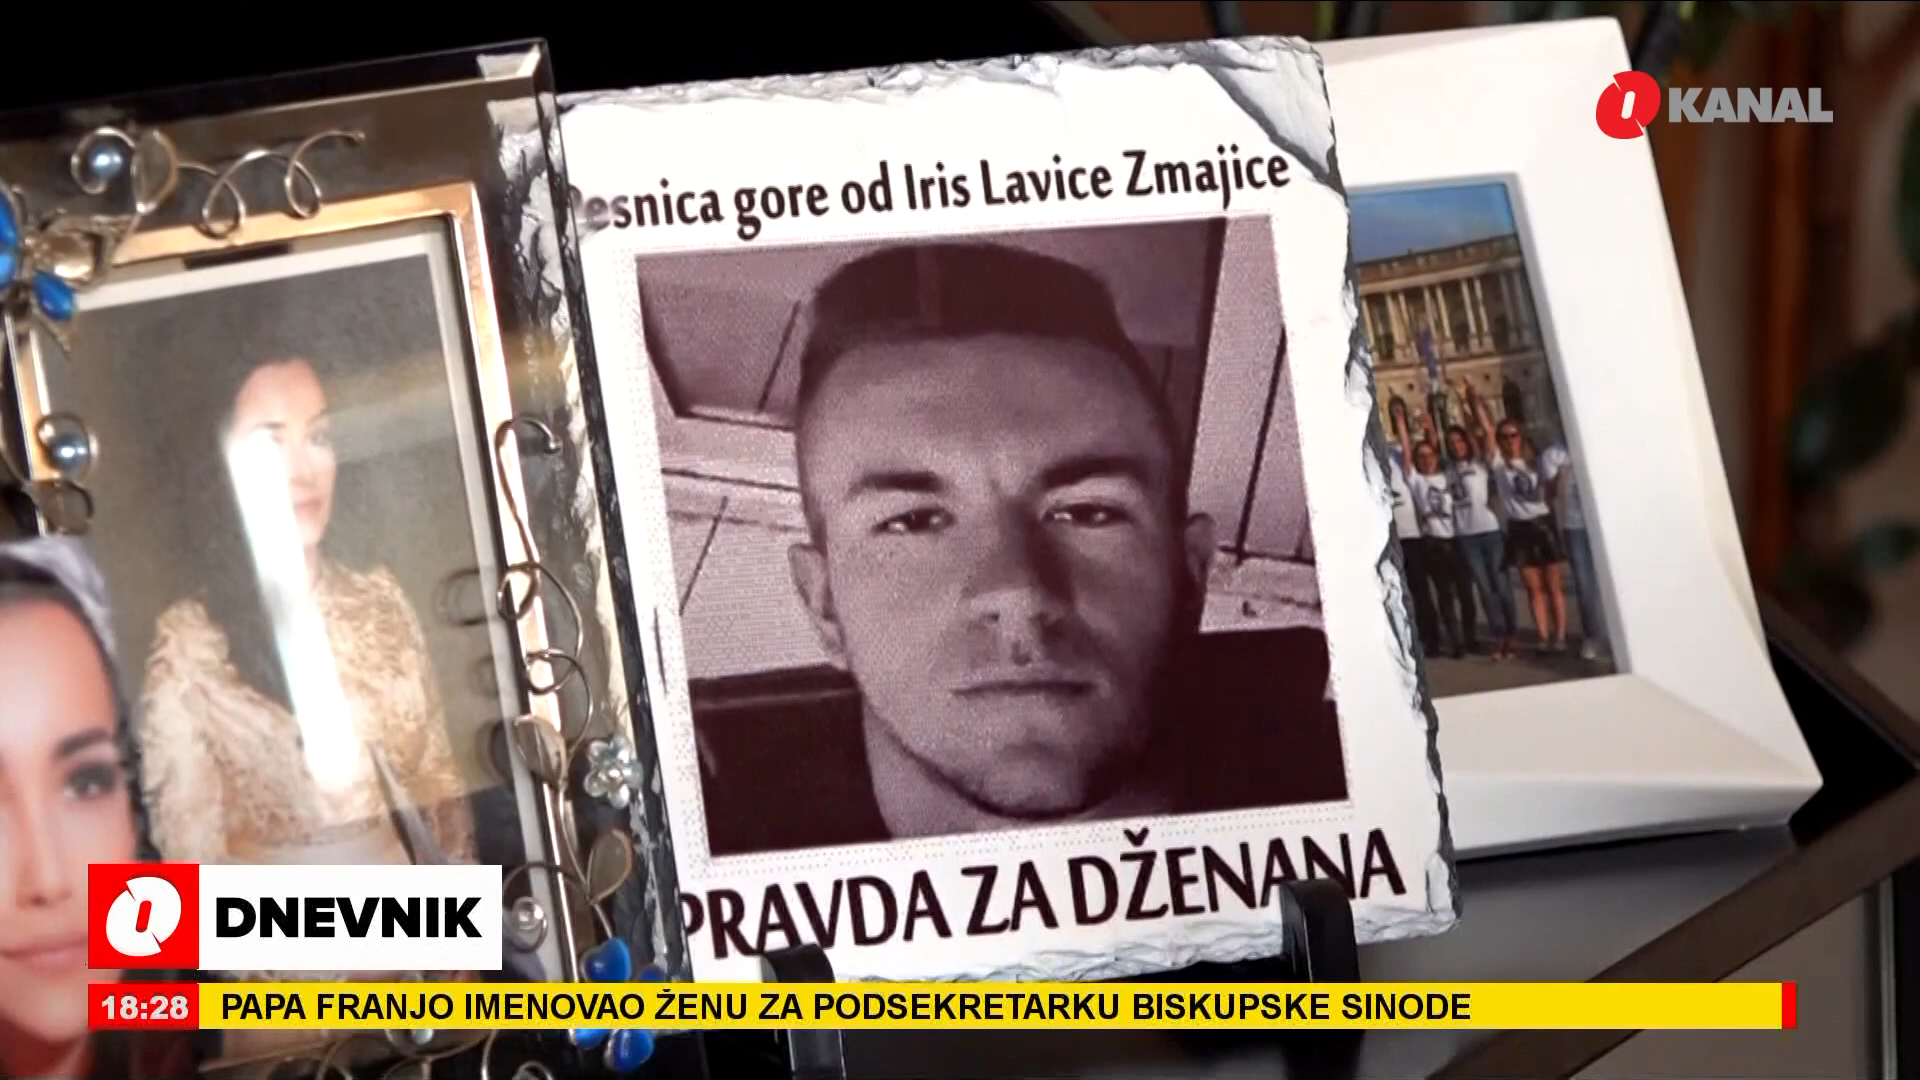 O KANAL
esnica gore od Iris Lavice Zmajice
PRAVDA ZA DŽENANA
O DNEVNIK
18:28 PAPA FRANJO IMENOVAO ŽENU ZA PODSEKRETARKU BISKUPSKE SINODE